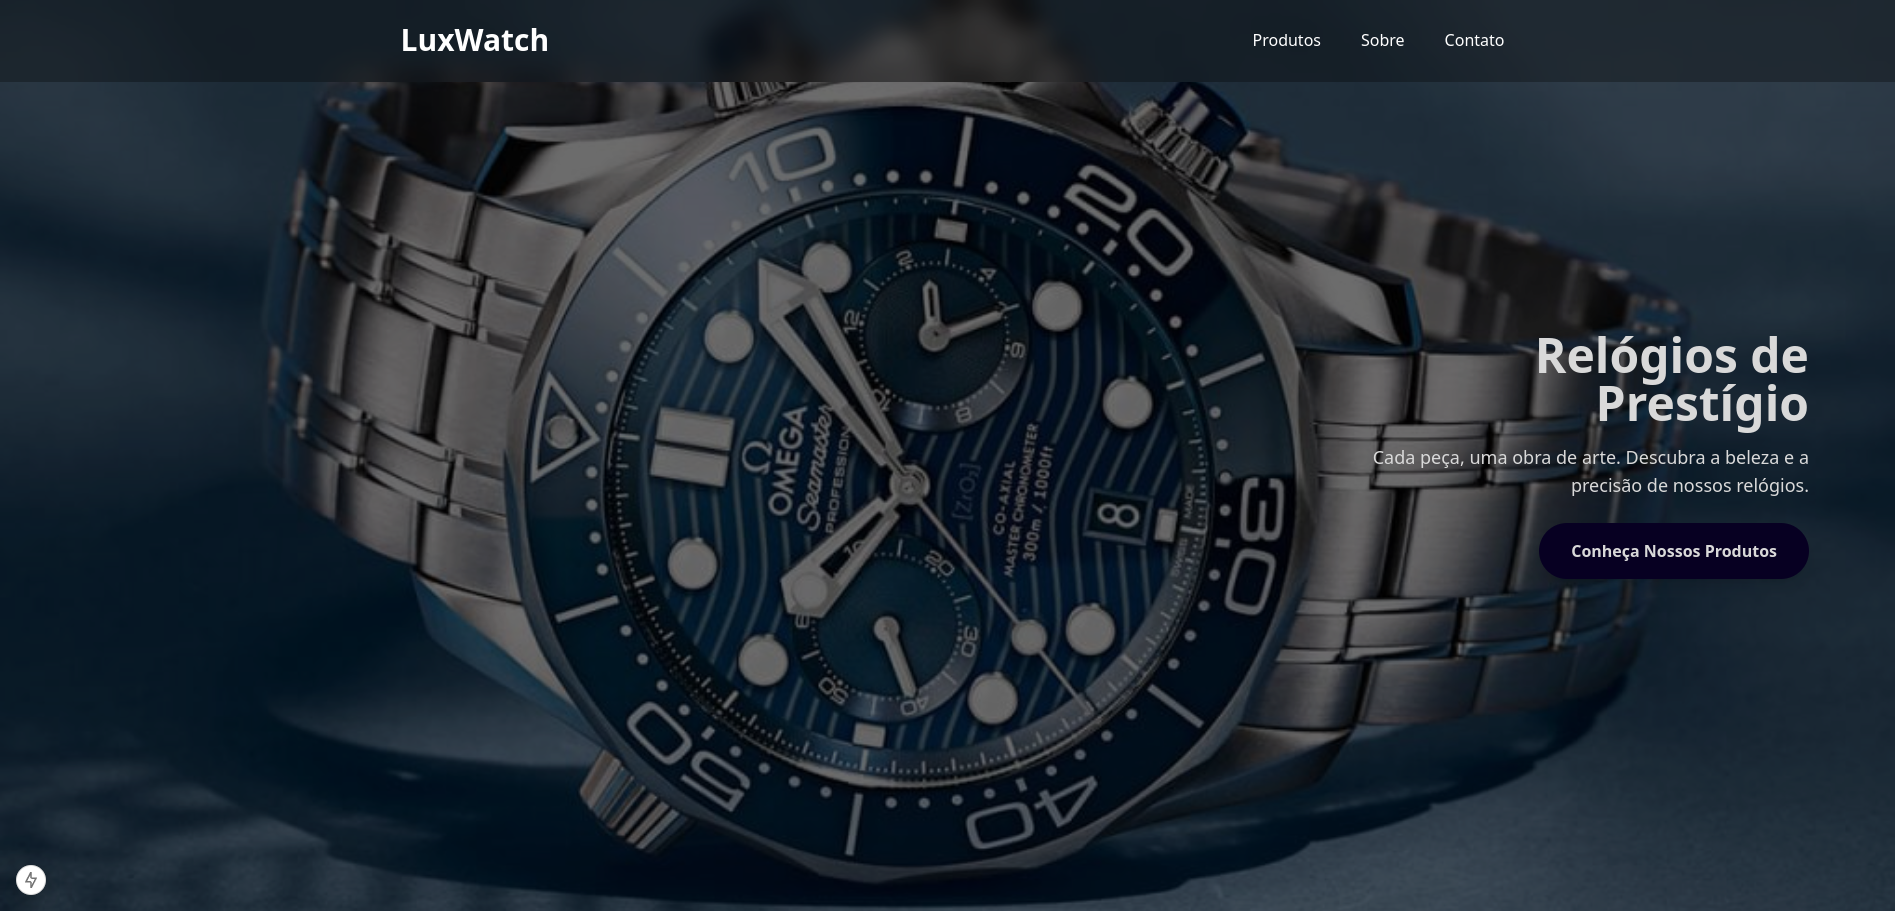 LuxWatch
Produtos Sobre Contato
10
20
30
40
50
2
4
6
8
10
12
Ω
OMEGA
Seamaster
PROFESSIONAL
[ZrO₂]
CO-AXIAL
MASTER CHRONOMETER
300m / 1000ft
8
SWISS MADE
10
20
30
40
50
Relógios de
Prestígio
Cada peça, uma obra de arte. Descubra a beleza e a
precisão de nossos relógios.
Conheça Nossos Produtos